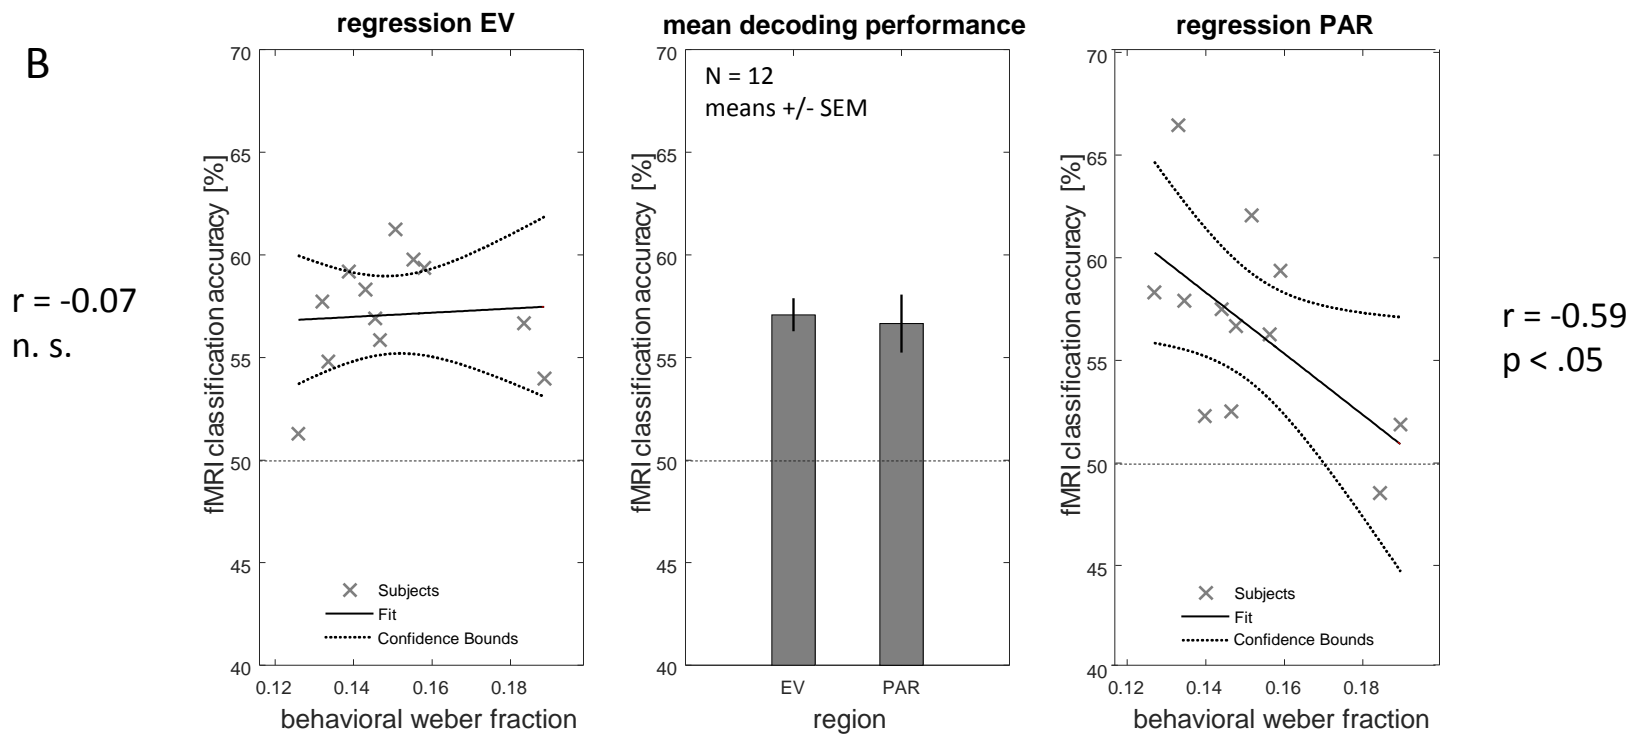 B
r = -0.07
n. s.
regression EV
fMRI classification accuracy [%]
70
65
60
55
50
45
40
Subjects
Fit
Confidence Bounds
0.12 0.14 0.16 0.18
behavioral weber fraction
mean decoding performance
N = 12
means +/- SEM
fMRI classification accuracy [%]
70
65
60
55
50
45
40
EV PAR
region
regression PAR
fMRI classification accuracy [%]
70
65
60
55
50
45
40
Subjects
Fit
Confidence Bounds
0.12 0.14 0.16 0.18
behavioral weber fraction
r = -0.59
p < .05